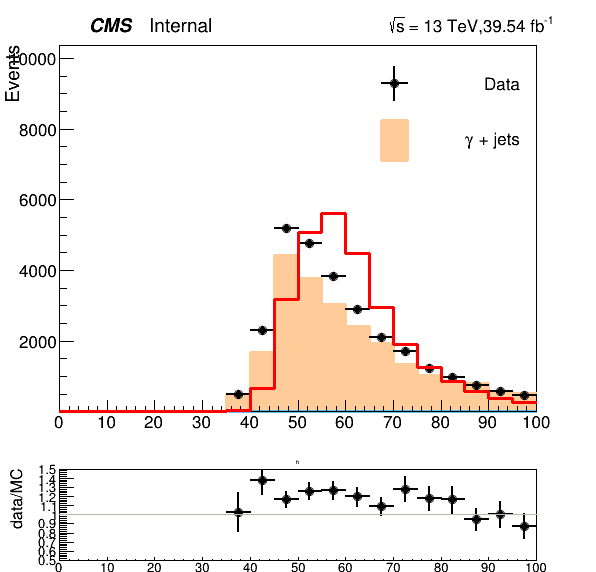 CMS Internal √s = 13 TeV,39.54 fb⁻¹
Events
10000
8000
6000
4000
2000
Data
γ + jets
0 10 20 30 40 50 60 70 80 90 100
h
data/MC
1.5
1.4
1.3
1.2
1.1
1
0.9
0.8
0.7
0.6
0.5
0 10 20 30 40 50 60 70 80 90 100